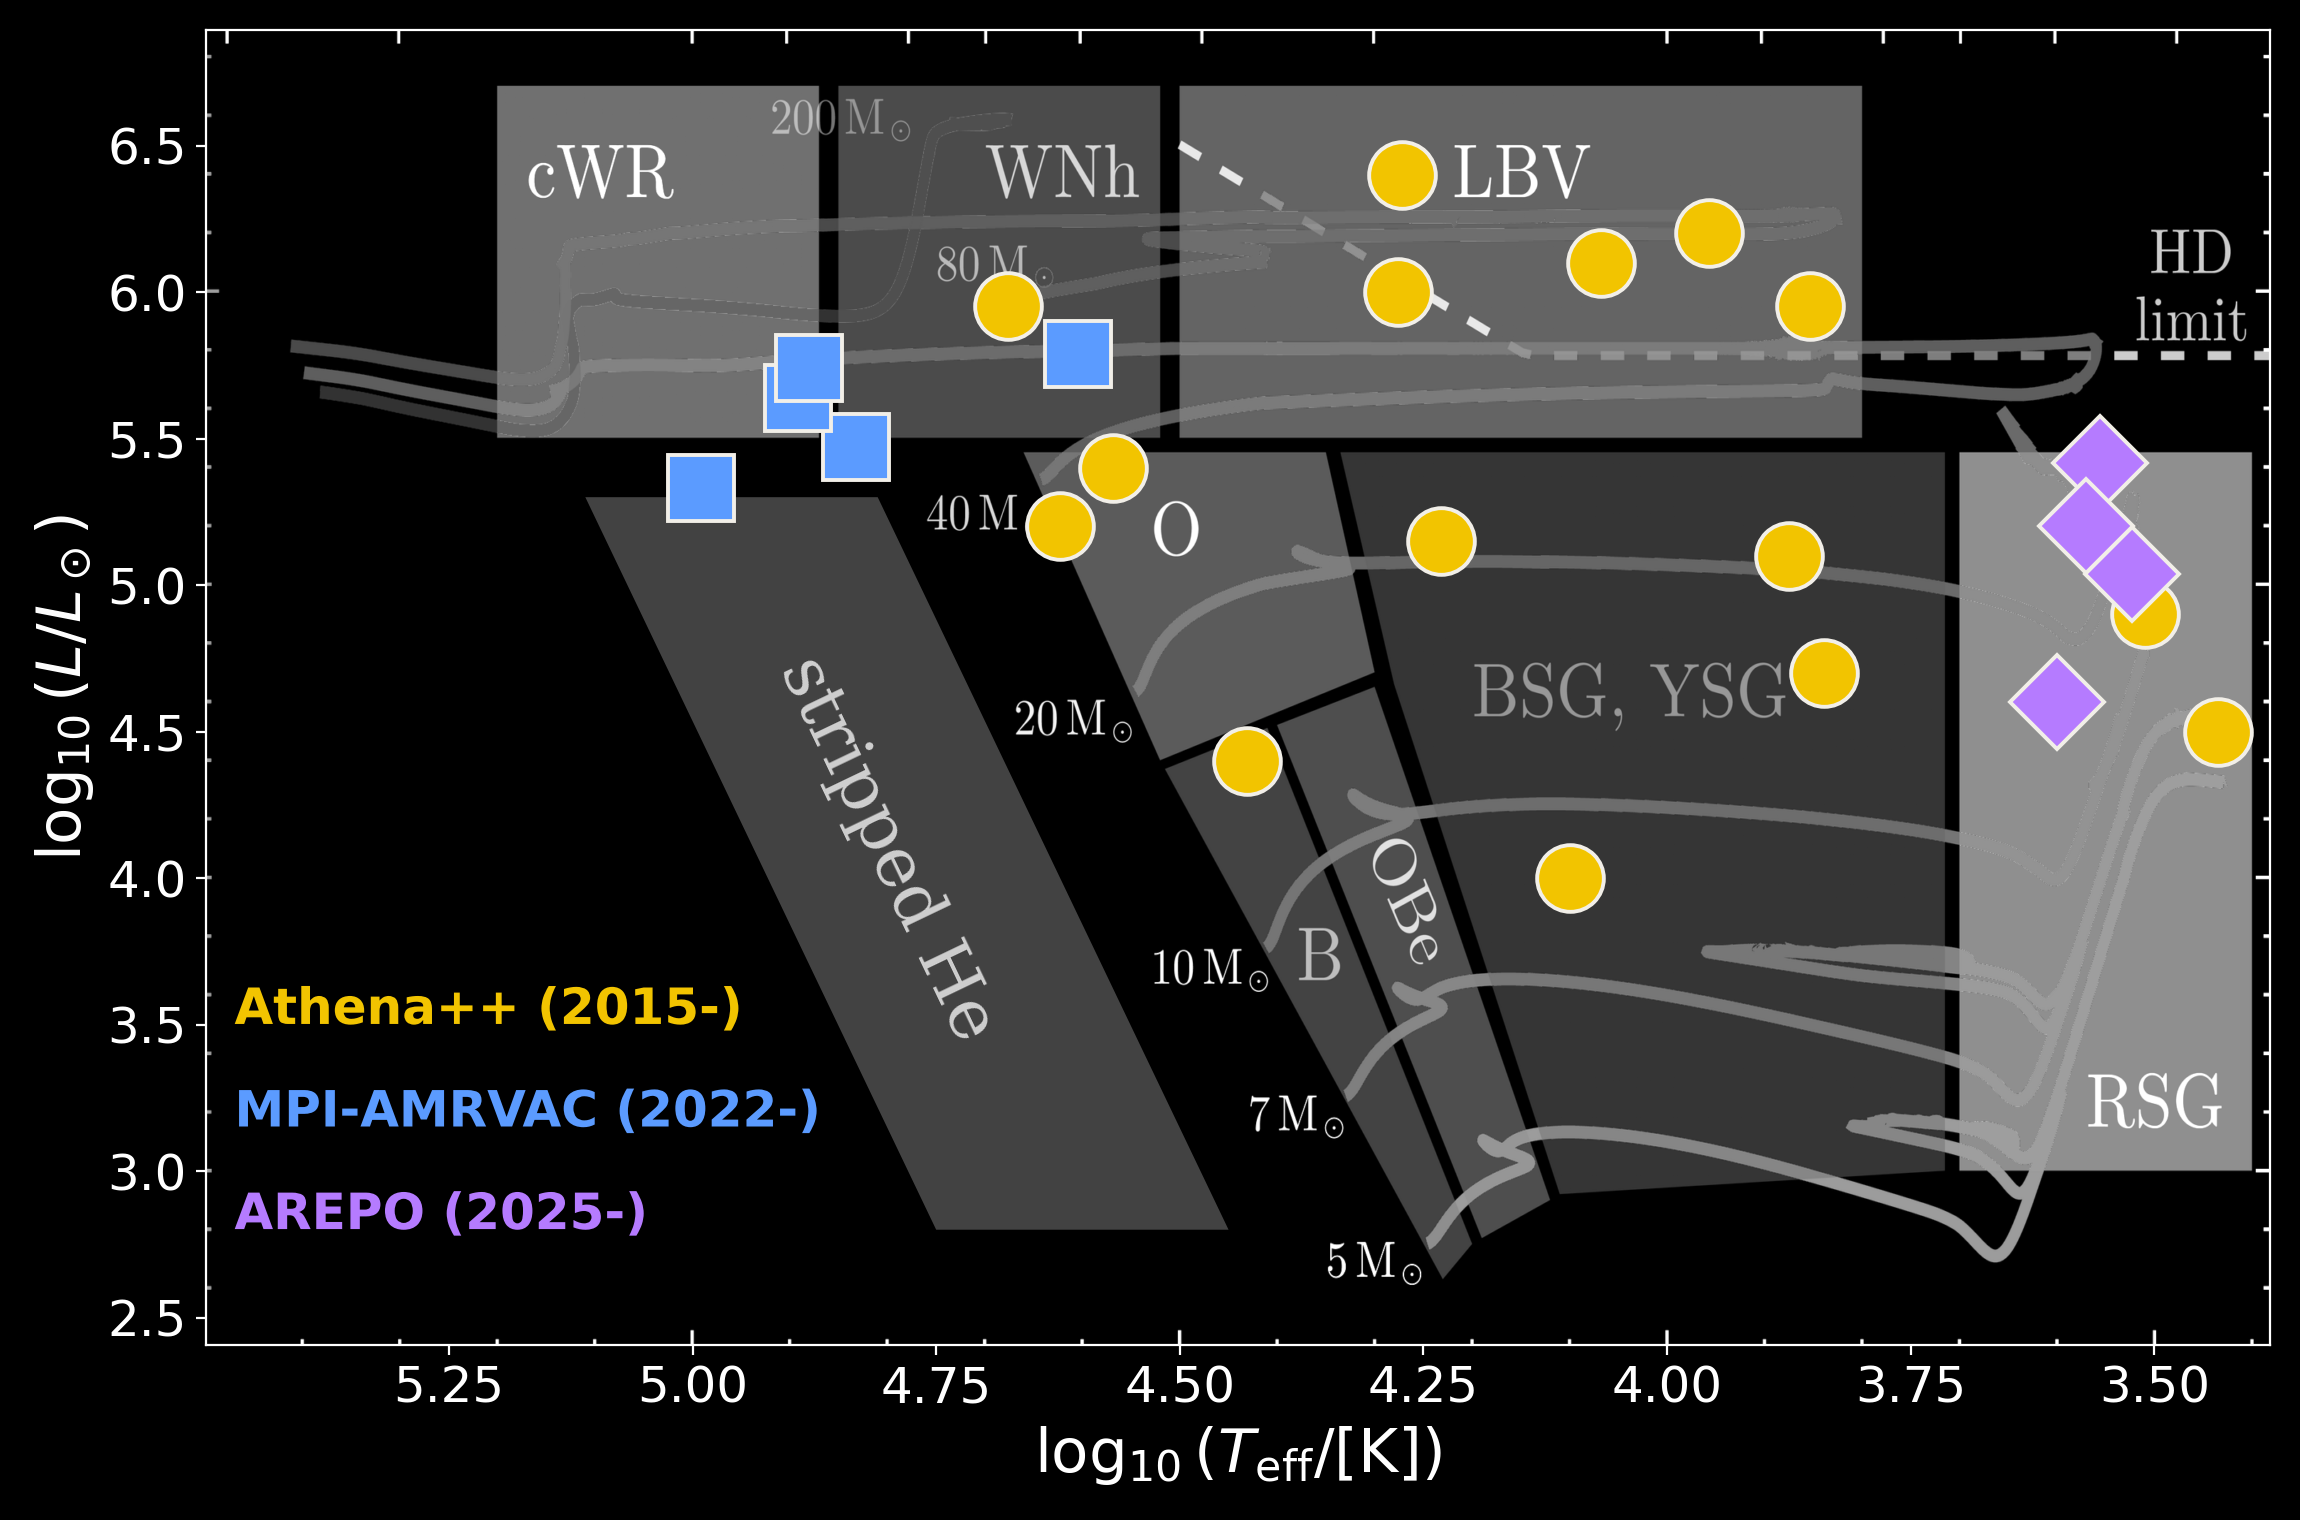 200 M⊙
cWR
WNh
LBV
80 M⊙
HD
limit
40 M
O
20 M⊙
BSG, YSG
stripped He
OBe
B
10 M⊙
7 M⊙
RSG
5 M⊙
Athena++ (2015-)
MPI-AMRVAC (2022-)
AREPO (2025-)
6.5
6.0
5.5
5.0
4.5
4.0
3.5
3.0
2.5
log₁₀(L/L⊙)
5.25 5.00 4.75 4.50 4.25 4.00 3.75 3.50
log₁₀(T_eff/[K])